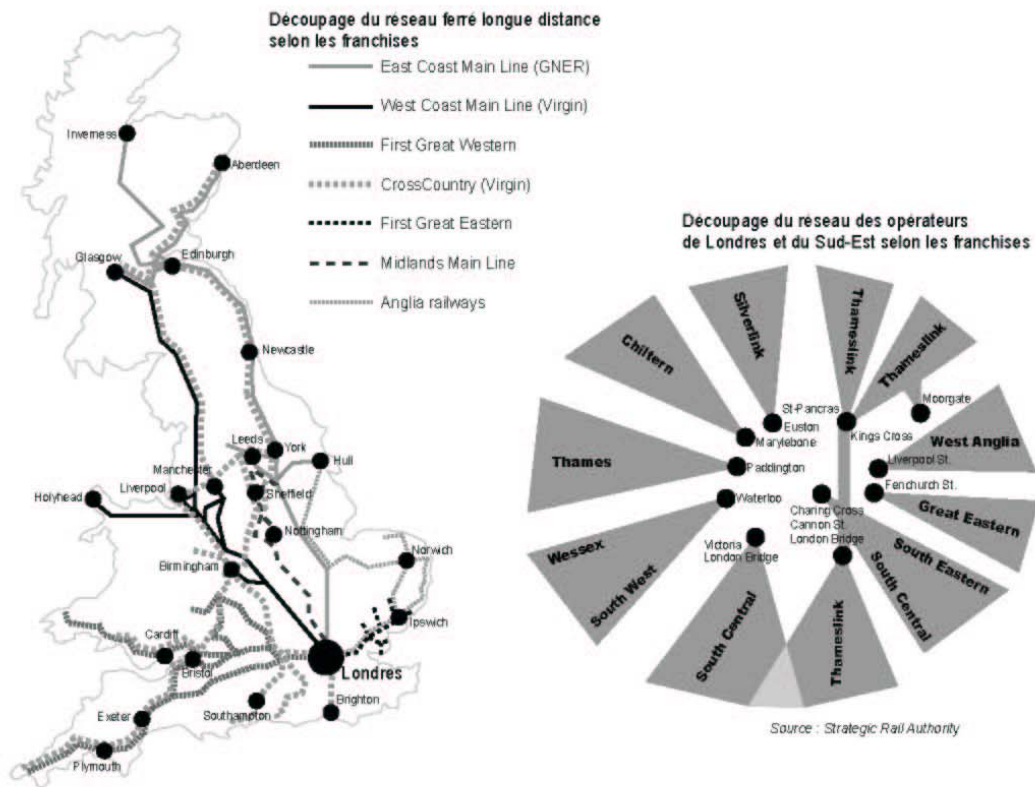 Découpage du réseau ferré longue distance
selon les franchises
East Coast Main Line (GNER)
West Coast Main Line (Virgin)
First Great Western
CrossCountry (Virgin)
First Great Eastern
Midlands Main Line
Anglia railways
Inverness
Aberdeen
Glasgow
Edinburgh
Newcastle
Leeds
York
Hull
Manchester
Liverpool
Holyhead
Sheffield
Nottingham
Norwich
Birmingham
Ipswich
Cardiff
Bristol
Londres
Brighton
Southampton
Exeter
Plymouth
Découpage du réseau des opérateurs
de Londres et du Sud-Est selon les franchises
Silverlink
Thameslink
Thameslink
Chiltern
Moorgate
St-Pancras
Euston
Kings Cross
Marylebone
West Anglia
Liverpool St.
Thames
Paddington
Fenchurch St.
Waterloo
Great Eastern
Charing Cross
Cannon St.
London Bridge
Victoria
London Bridge
Wessex
South West
South Eastern
South Central
South Central
Thameslink
Source : Strategic Rail Authority